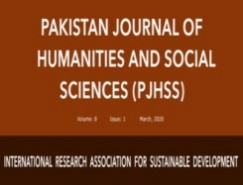 PAKISTAN JOURNAL OF
HUMANITIES AND SOCIAL
SCIENCES (PJHSS)
Volume: 8 Issue: 1 March, 2020
INTERNATIONAL RESEARCH ASSOCIATION FOR SUSTAINABLE DEVELOPMENT